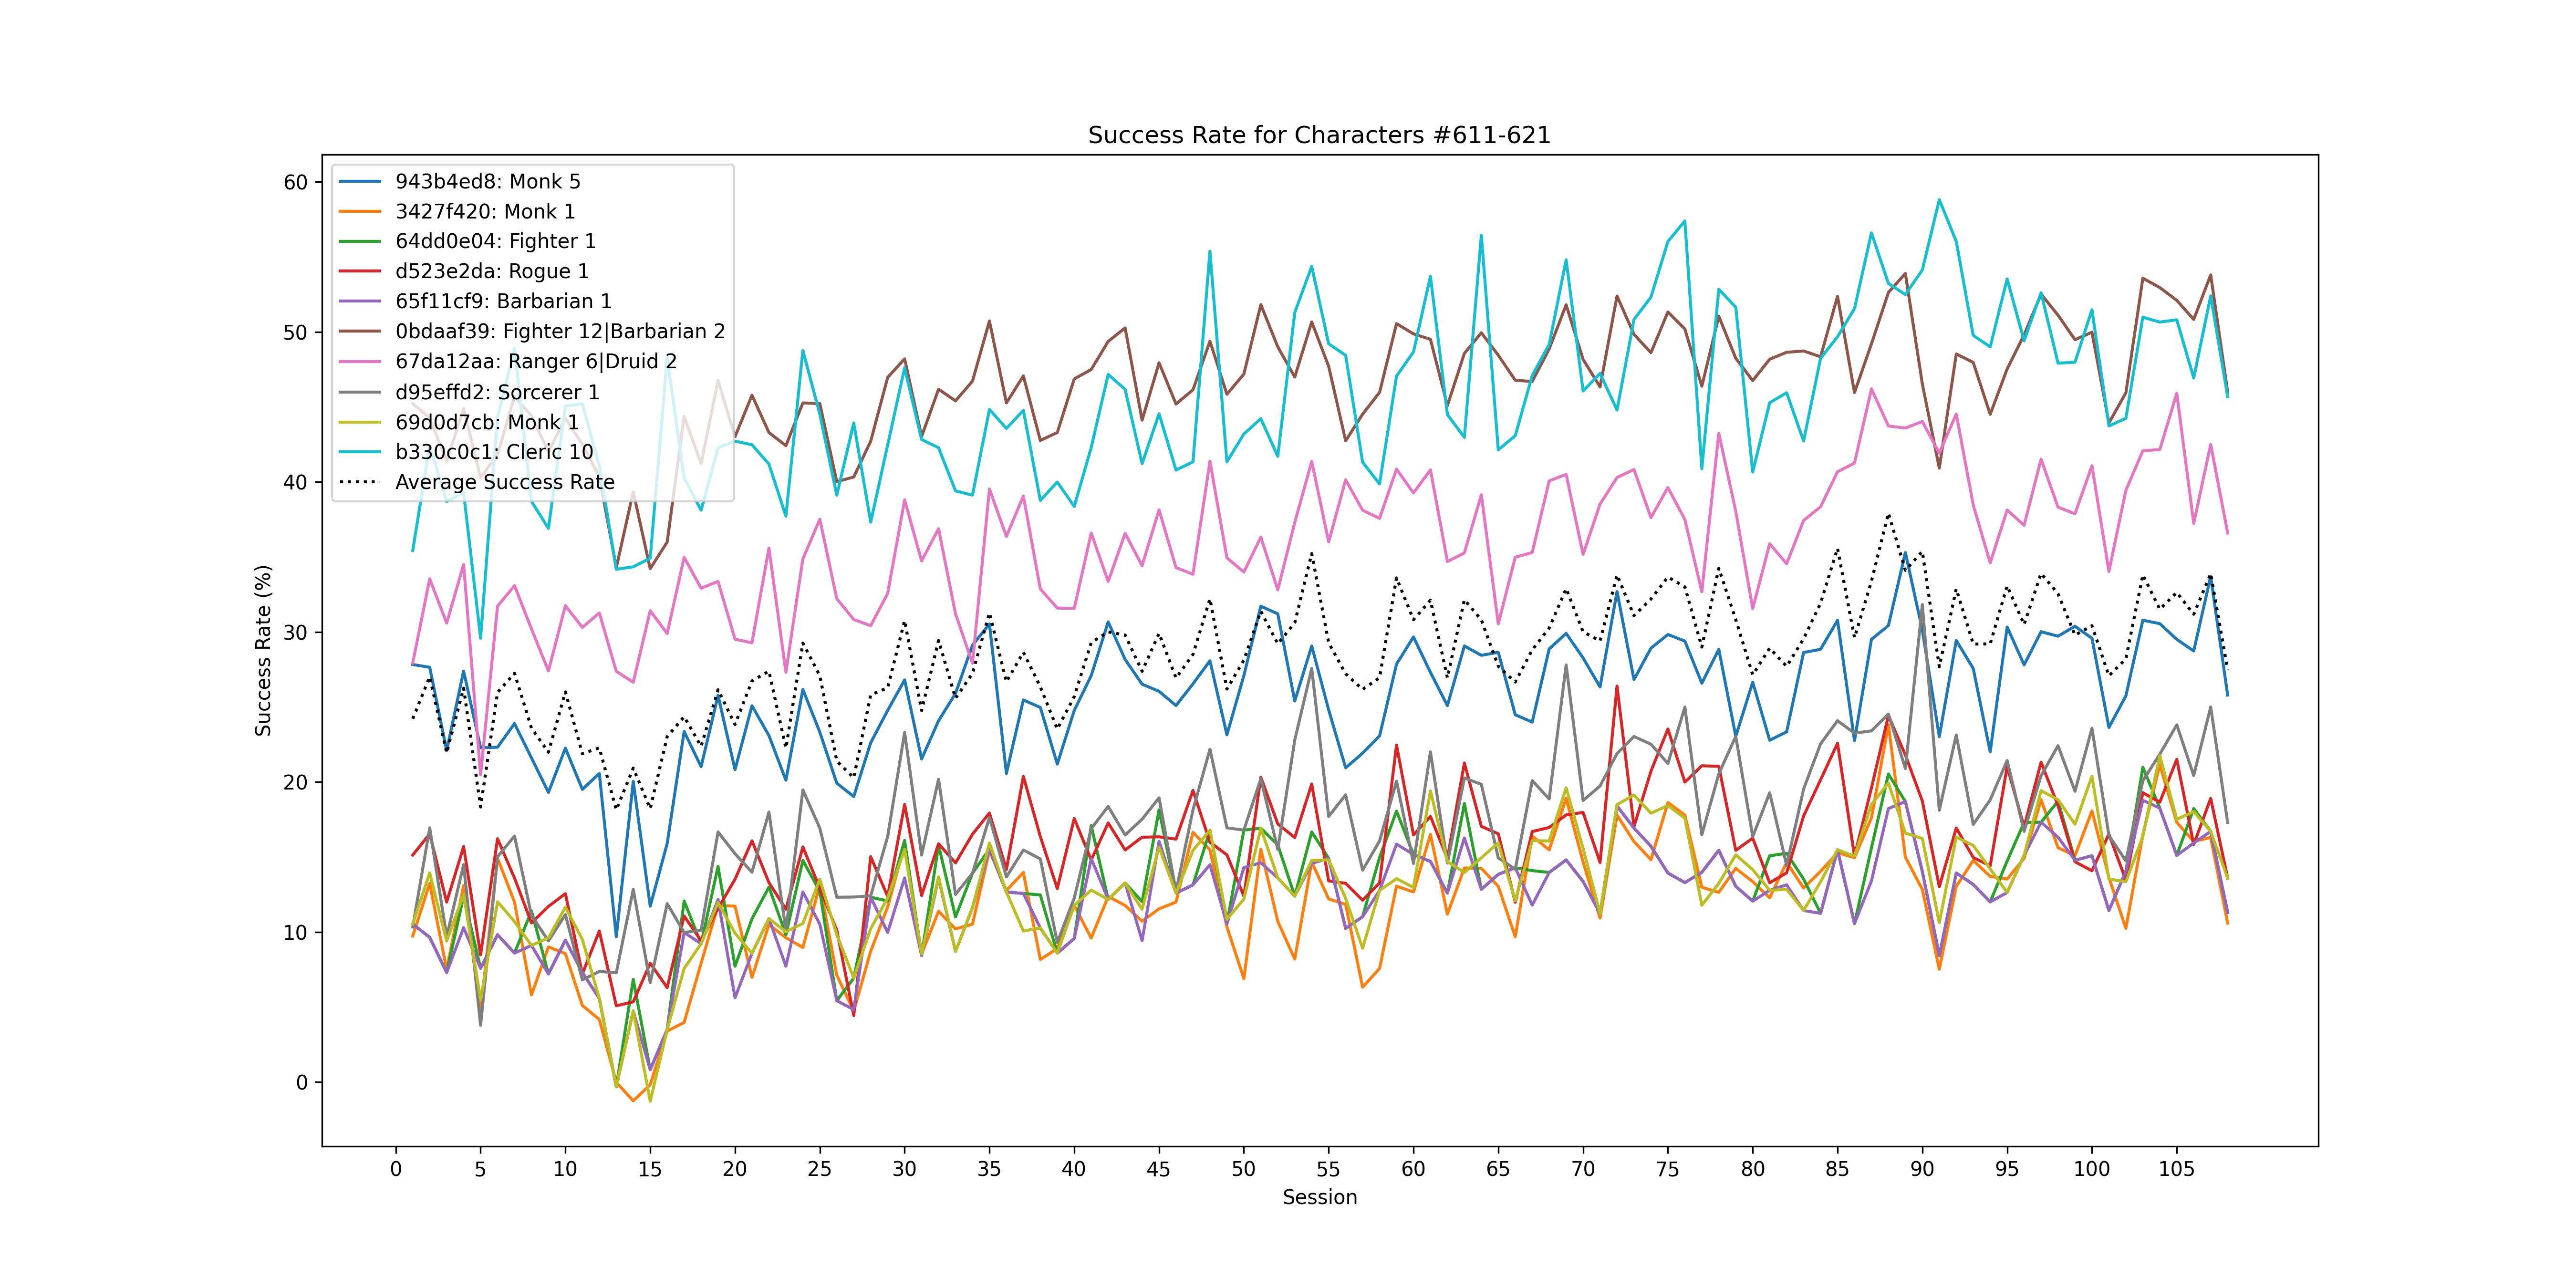 Success Rate for Characters #611-621
943b4ed8: Monk 5
3427f420: Monk 1
64dd0e04: Fighter 1
d523e2da: Rogue 1
65f11cf9: Barbarian 1
0bdaaf39: Fighter 12|Barbarian 2
67da12aa: Ranger 6|Druid 2
d95effd2: Sorcerer 1
69d0d7cb: Monk 1
b330c0c1: Cleric 10
Average Success Rate
60
50
40
30
20
10
0
Success Rate (%)
0 5 10 15 20 25 30 35 40 45 50 55 60 65 70 75 80 85 90 95 100 105
Session